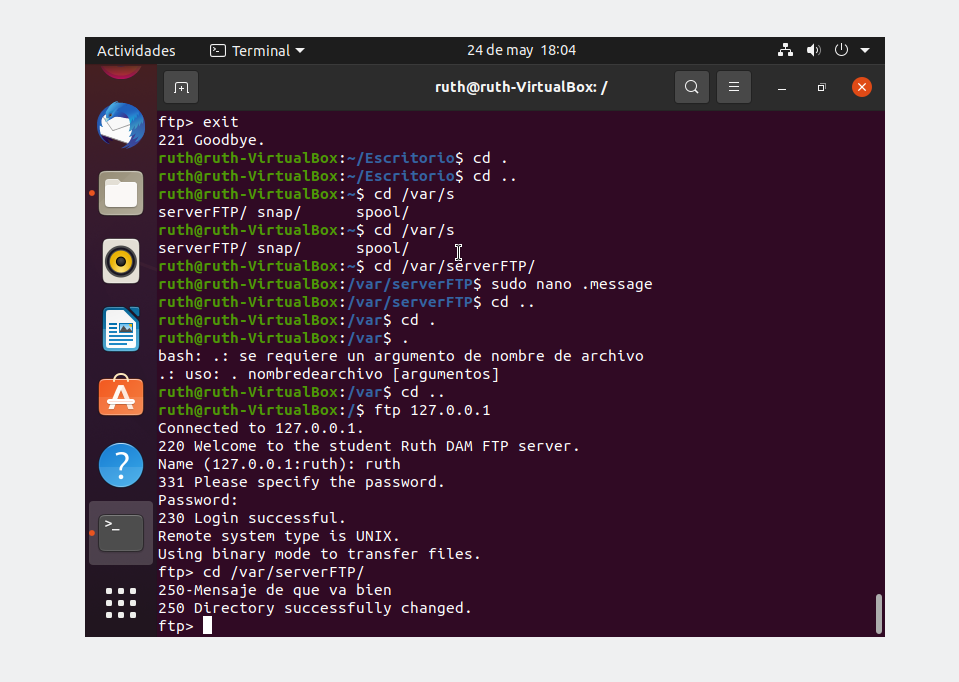 Actividades Terminal 24 de may 18:04
ruth@ruth-VirtualBox: /
ftp> exit
221 Goodbye.
ruth@ruth-VirtualBox:~/Escritorio$ cd .
ruth@ruth-VirtualBox:~/Escritorio$ cd ..
ruth@ruth-VirtualBox:~$ cd /var/s
serverFTP/ snap/      spool/
ruth@ruth-VirtualBox:~$ cd /var/s
serverFTP/ snap/      spool/
ruth@ruth-VirtualBox:~$ cd /var/serverFTP/
ruth@ruth-VirtualBox:/var/serverFTP$ sudo nano .message
ruth@ruth-VirtualBox:/var/serverFTP$ cd ..
ruth@ruth-VirtualBox:/var$ cd .
ruth@ruth-VirtualBox:/var$ .
bash: .: se requiere un argumento de nombre de archivo
.: uso: . nombredearchivo [argumentos]
ruth@ruth-VirtualBox:/var$ cd ..
ruth@ruth-VirtualBox:/$ ftp 127.0.0.1
Connected to 127.0.0.1.
220 Welcome to the student Ruth DAM FTP server.
Name (127.0.0.1:ruth): ruth
331 Please specify the password.
Password:
230 Login successful.
Remote system type is UNIX.
Using binary mode to transfer files.
ftp> cd /var/serverFTP/
250-Mensaje de que va bien
250 Directory successfully changed.
ftp>